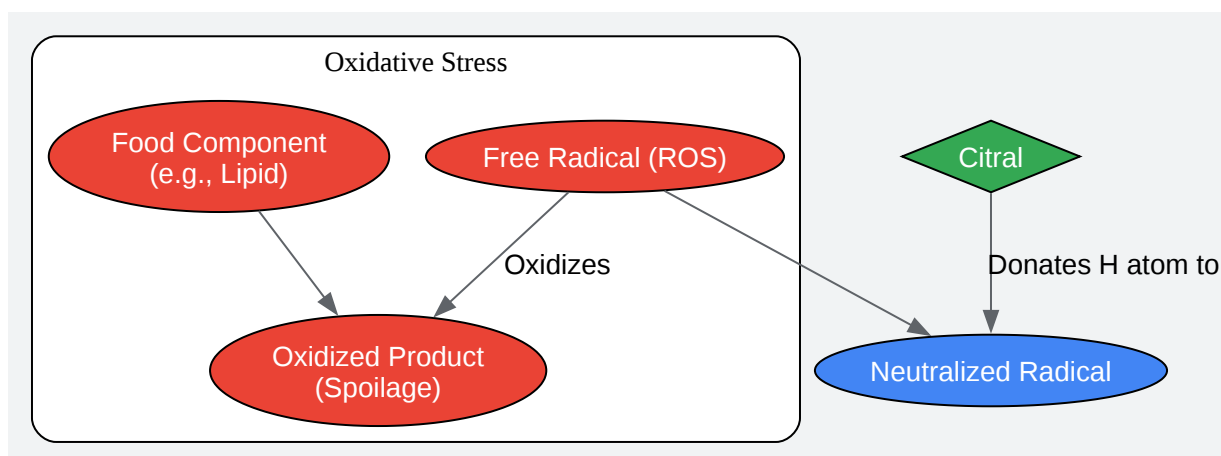 Oxidative Stress
Food Component
(e.g., Lipid)
Free Radical (ROS)
Citral
Oxidizes
Donates H atom to
Oxidized Product
(Spoilage)
Neutralized Radical